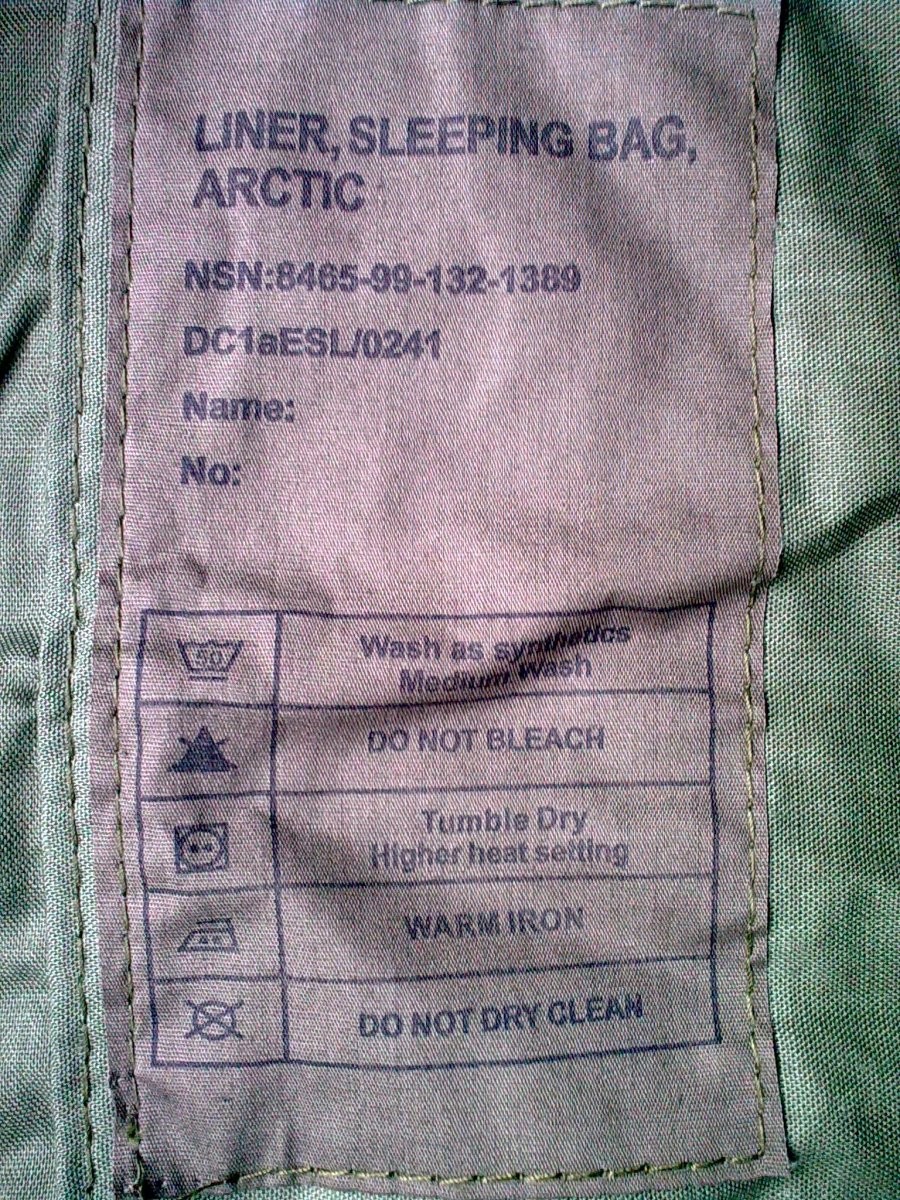 LINER, SLEEPING BAG,
ARCTIC
NSN:8465-99-132-1389
DC1aESL/0241
Name:
No:
50
Wash as synthetics
Medium Wash
DO NOT BLEACH
Tumble Dry
Higher heat setting
WARM IRON
DO NOT DRY CLEAN